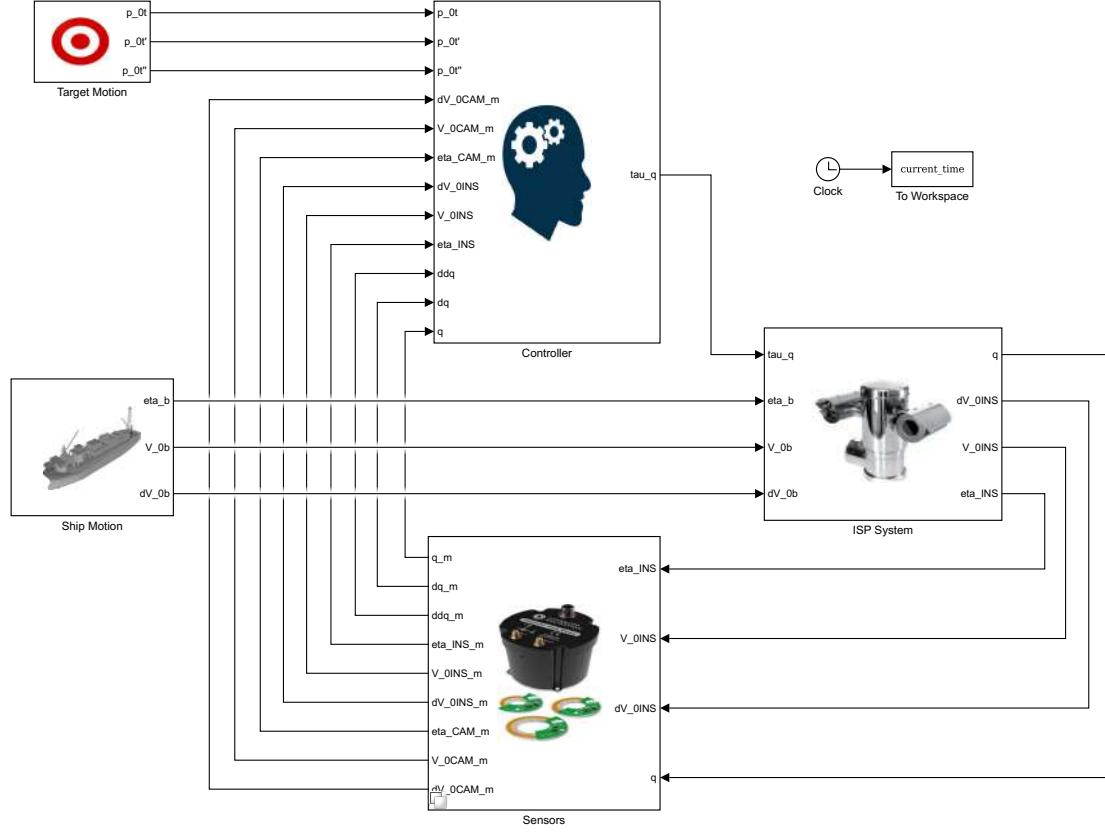 p_0t
p_0t'
p_0t"
Target Motion
p_0t
p_0t'
p_0t"
dV_0CAM_m
V_0CAM_m
eta_CAM_m
dV_0INS
V_0INS
eta_INS
ddq
dq
q
tau_q
Controller
Clock
current_time
To Workspace
eta_b
V_0b
dV_0b
Ship Motion
tau_q
eta_b
V_0b
dV_0b
q
dV_0INS
V_0INS
eta_INS
ISP System
q_m
dq_m
ddq_m
eta_INS_m
V_0INS_m
dV_0INS_m
eta_CAM_m
V_0CAM_m
dV_0CAM_m
eta_INS
V_0INS
dV_0INS
q
Sensors